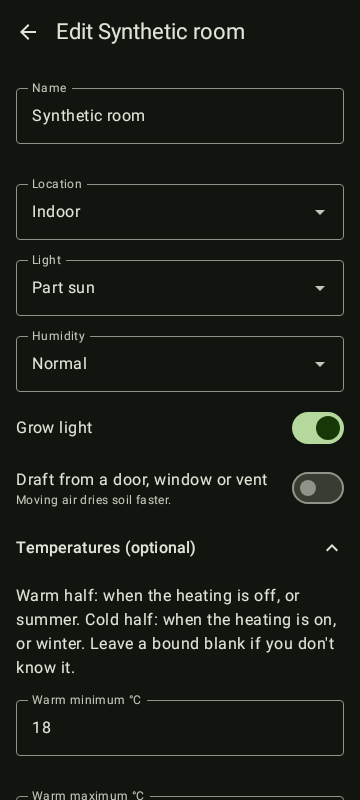 Edit Synthetic room
Name
Synthetic room
Location
Indoor
Light
Part sun
Humidity
Normal
Grow light
Draft from a door, window or vent
Moving air dries soil faster.
Temperatures (optional)
Warm half: when the heating is off, or
summer. Cold half: when the heating is on,
or winter. Leave a bound blank if you don't
know it.
Warm minimum °C
18
Warm maximum °C